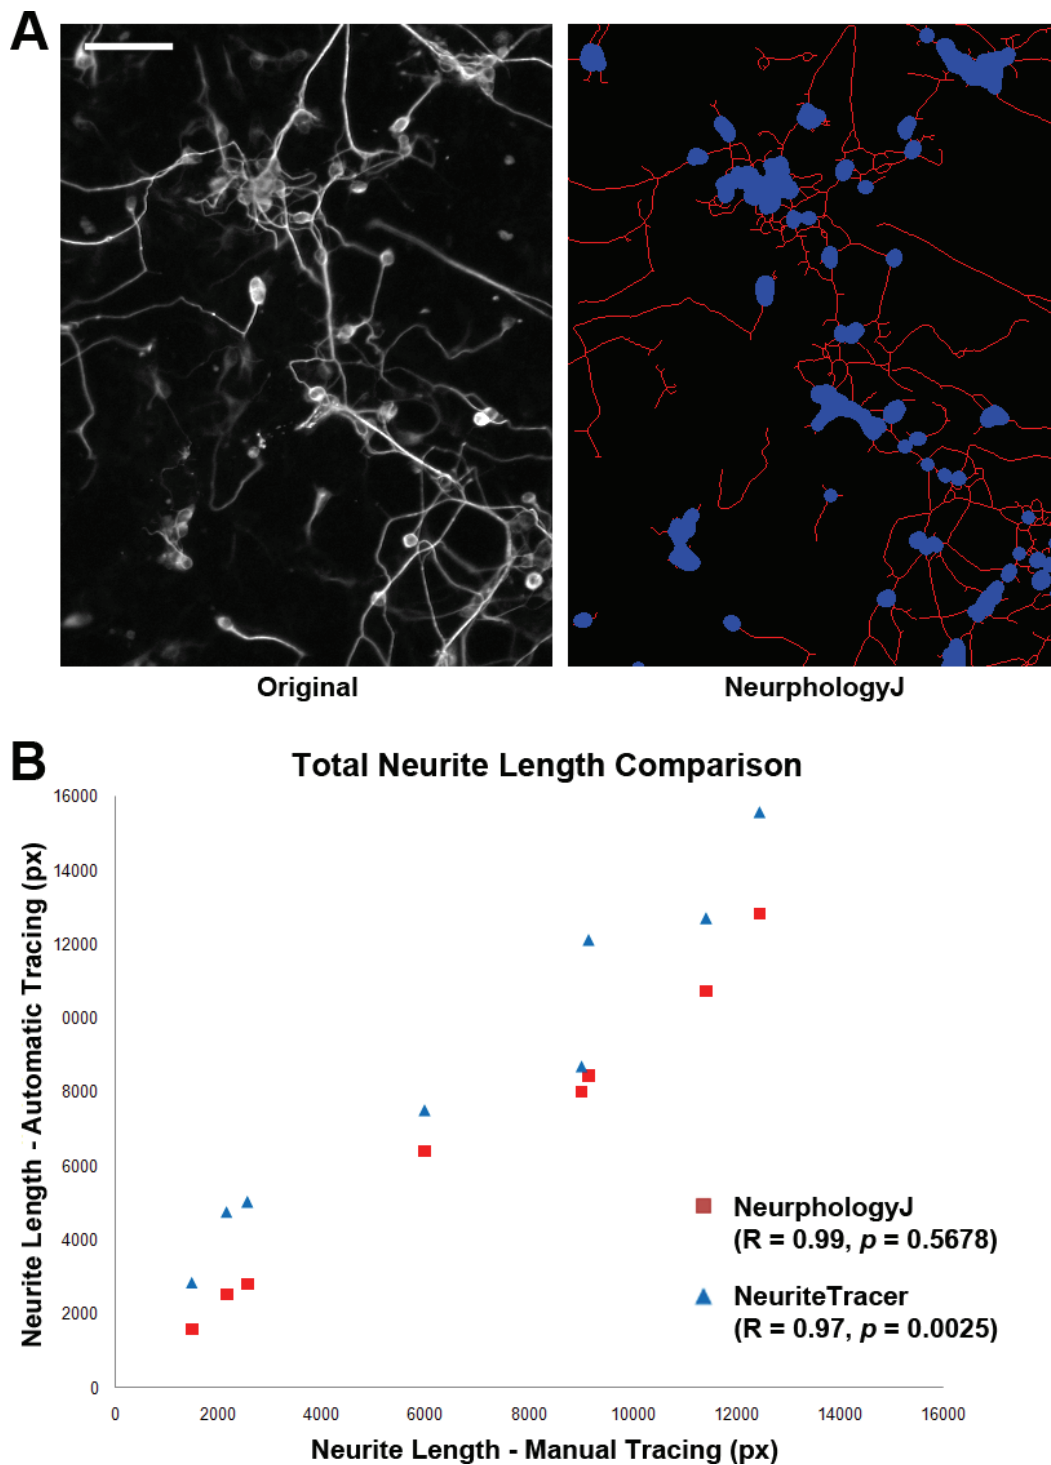 A
Original
NeurphologyJ
B
Total Neurite Length Comparison
Neurite Length - Automatic Tracing (px)
16000
14000
12000
0000
8000
6000
4000
2000
0
NeurphologyJ
(R = 0.99, p = 0.5678)
NeuriteTracer
(R = 0.97, p = 0.0025)
0 2000 4000 6000 8000 10000 12000 14000 16000
Neurite Length - Manual Tracing (px)